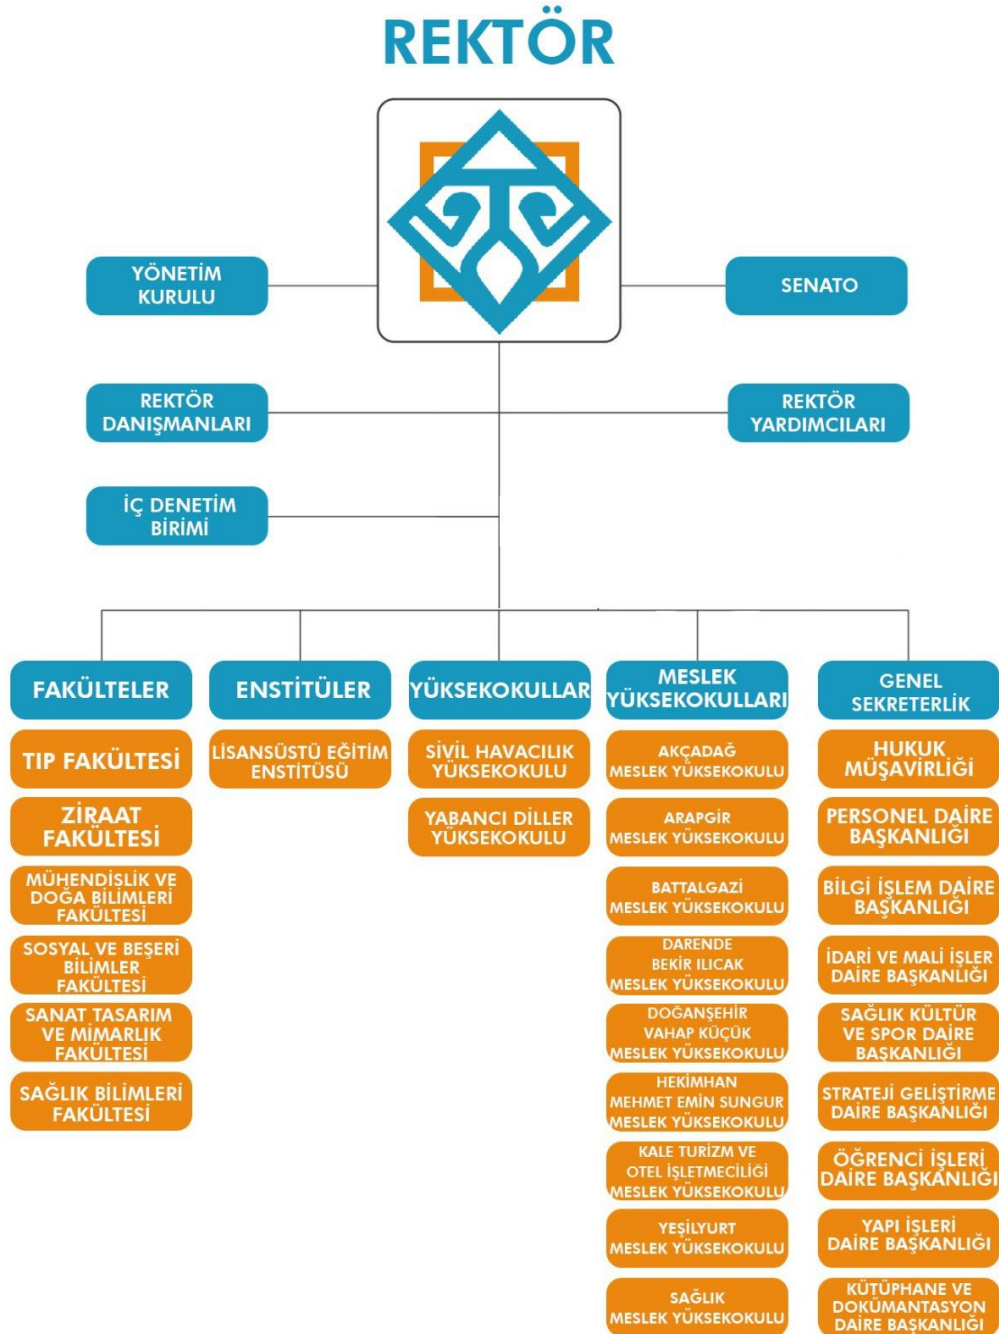 REKTÖR
YÖNETİM
KURULU
SENATO
REKTÖR
DANIŞMANLARI
REKTÖR
YARDIMCILARI
İÇ DENETİM
BİRİMİ
FAKÜLTELER
TIP FAKÜLTESİ
ZİRAAT
FAKÜLTESİ
MÜHENDİSLİK VE
DOĞA BİLİMLERİ
FAKÜLTESİ
SOSYAL VE BEŞERİ
BİLİMLER
FAKÜLTESİ
SANAT TASARIM
VE MİMARLIK
FAKÜLTESİ
SAĞLIK BİLİMLERİ
FAKÜLTESİ
ENSTİTÜLER
LİSANSÜSTÜ EĞİTİM
ENSTİTÜSÜ
YÜKSEKOKULLAR
SİVİL HAVACILIK
YÜKSEKOKULU
YABANCI DİLLER
YÜKSEKOKULU
MESLEK
YÜKSEKOKULLARI
AKÇADAĞ
MESLEK YÜKSEKOKULU
ARAPGİR
MESLEK YÜKSEKOKULU
BATTALGAZİ
MESLEK YÜKSEKOKULU
DARENDE
BEKİR ILICAK
MESLEK YÜKSEKOKULU
DOĞANŞEHİR
VAHAP KÜÇÜK
MESLEK YÜKSEKOKULU
HEKİMHAN
MEHMET EMİN SUNGUR
MESLEK YÜKSEKOKULU
KALE TURİZM VE
OTEL İŞLETMECİLİĞİ
MESLEK YÜKSEKOKULU
YEŞİLYURT
MESLEK YÜKSEKOKULU
SAĞLIK
MESLEK YÜKSEKOKULU
GENEL
SEKRETERLİK
HUKUK
MÜŞAVİRLİĞİ
PERSONEL DAİRE
BAŞKANLIĞI
BİLGİ İŞLEM DAİRE
BAŞKANLIĞI
İDARİ VE MALİ İŞLER
DAİRE BAŞKANLIĞI
SAĞLIK KÜLTÜR
VE SPOR DAİRE
BAŞKANLIĞI
STRATEJİ GELİŞTİRME
DAİRE BAŞKANLIĞI
ÖĞRENCİ İŞLERİ
DAİRE BAŞKANLIĞI
YAPI İŞLERİ
DAİRE BAŞKANLIĞI
KÜTÜPHANE VE
DOKÜMANTASYON
DAİRE BAŞKANLIĞI